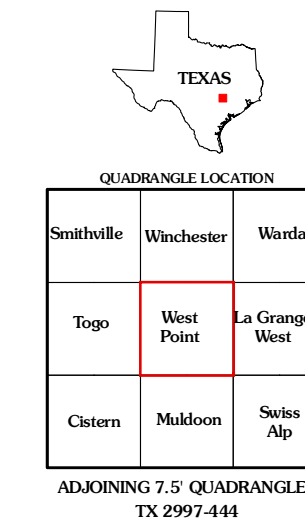 TEXAS
QUADRANGLE LOCATION
Smithville Winchester Warda
Togo West Point La Grange West
Cistern Muldoon Swiss Alp
ADJOINING 7.5' QUADRANGLE
TX 2997-444